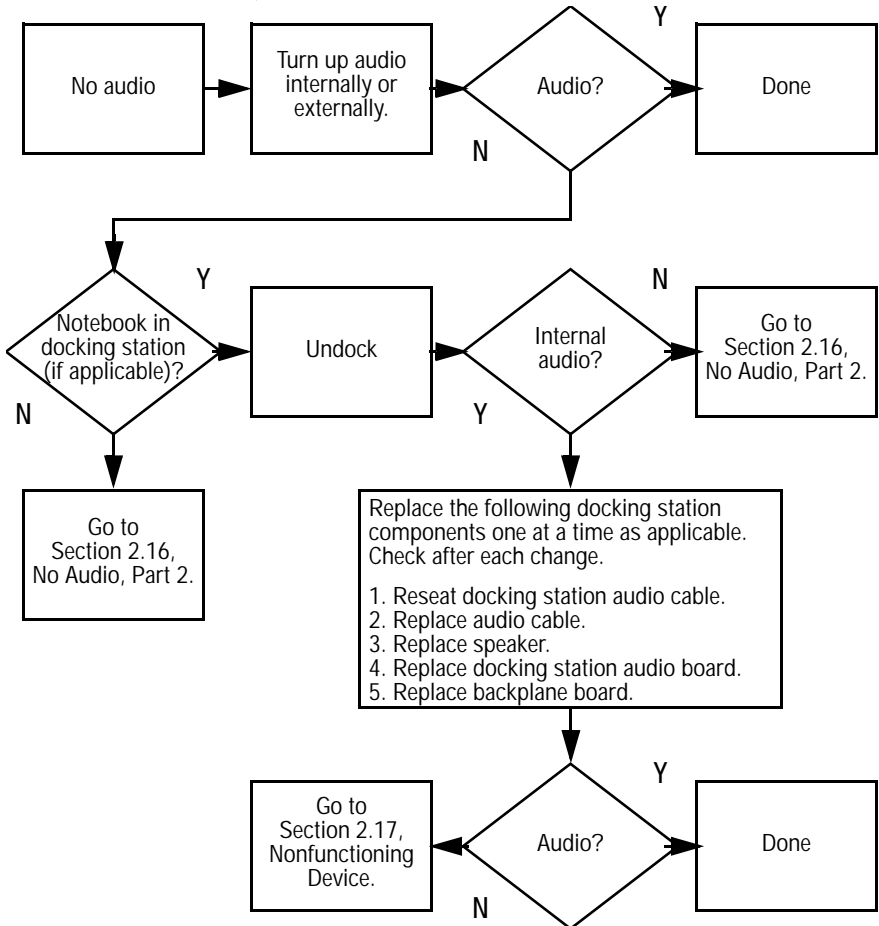 Y
No audio
Turn up audio
internally or
externally.
Audio?
Done
N
Y
Notebook in
docking station
(if applicable)?
Undock
Internal
audio?
N
Go to
Section 2.16,
No Audio, Part 2.
N
Y
Go to
Section 2.16,
No Audio, Part 2.
Replace the following docking station
components one at a time as applicable.
Check after each change.
1. Reseat docking station audio cable.
2. Replace audio cable.
3. Replace speaker.
4. Replace docking station audio board.
5. Replace backplane board.
Y
Go to
Section 2.17,
Nonfunctioning
Device.
Audio?
Done
N